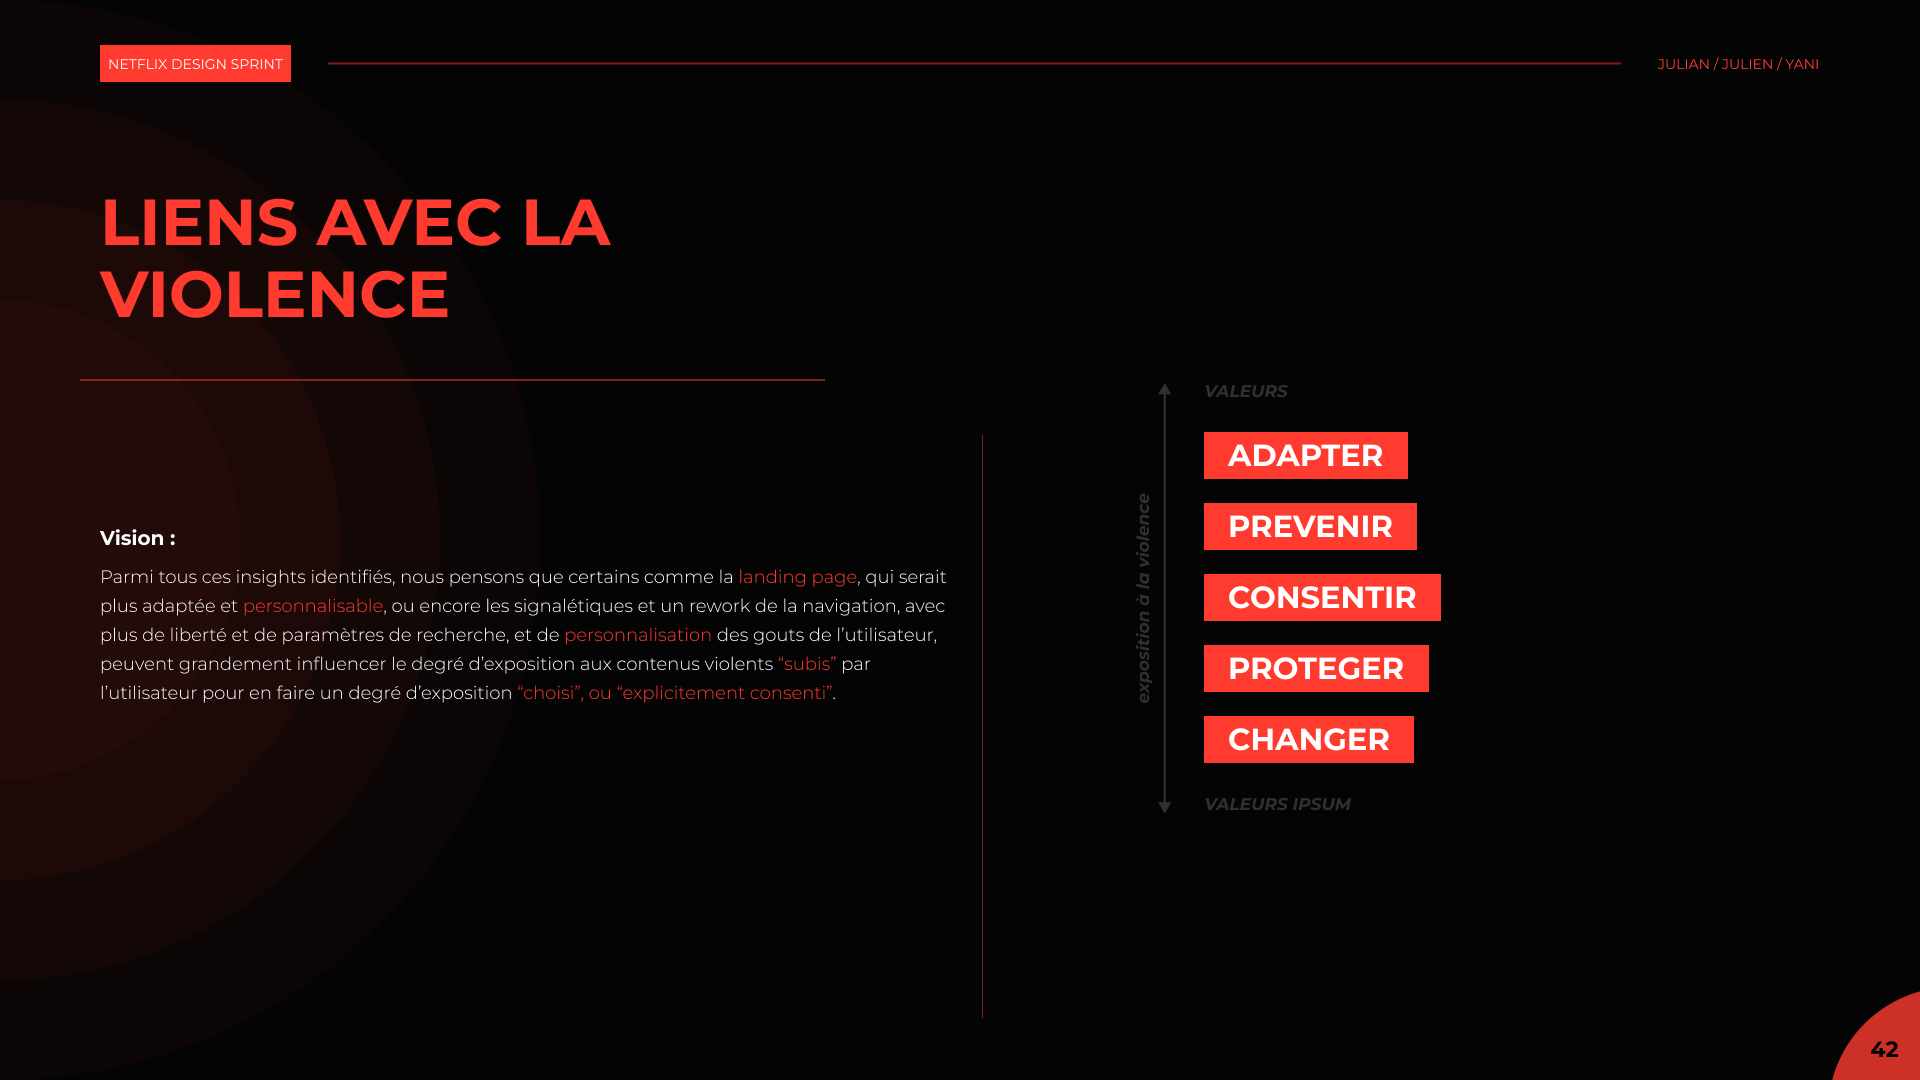 NETFLIX DESIGN SPRINT
JULIAN / JULIEN / YANI
LIENS AVEC LA
VIOLENCE
Vision :
Parmi tous ces insights identifiés, nous pensons que certains comme la landing page, qui serait
plus adaptée et personnalisable, ou encore les signalétiques et un rework de la navigation, avec
plus de liberté et de paramètres de recherche, et de personnalisation des gouts de l’utilisateur,
peuvent grandement influencer le degré d’exposition aux contenus violents “subis” par
l’utilisateur pour en faire un degré d’exposition “choisi”, ou “explicitement consenti”.
exposition à la violence
VALEURS
ADAPTER
PREVENIR
CONSENTIR
PROTEGER
CHANGER
VALEURS IPSUM
42